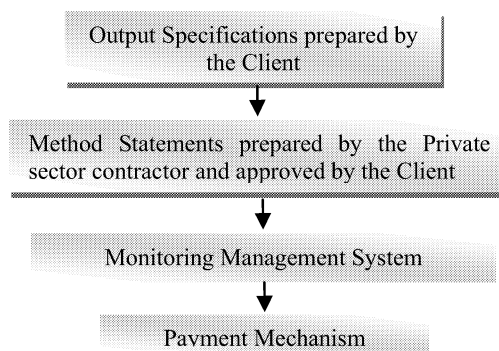 Output Specifications prepared by
the Client
Method Statements prepared by the Private
sector contractor and approved by the Client
Monitoring Management System
Payment Mechanism